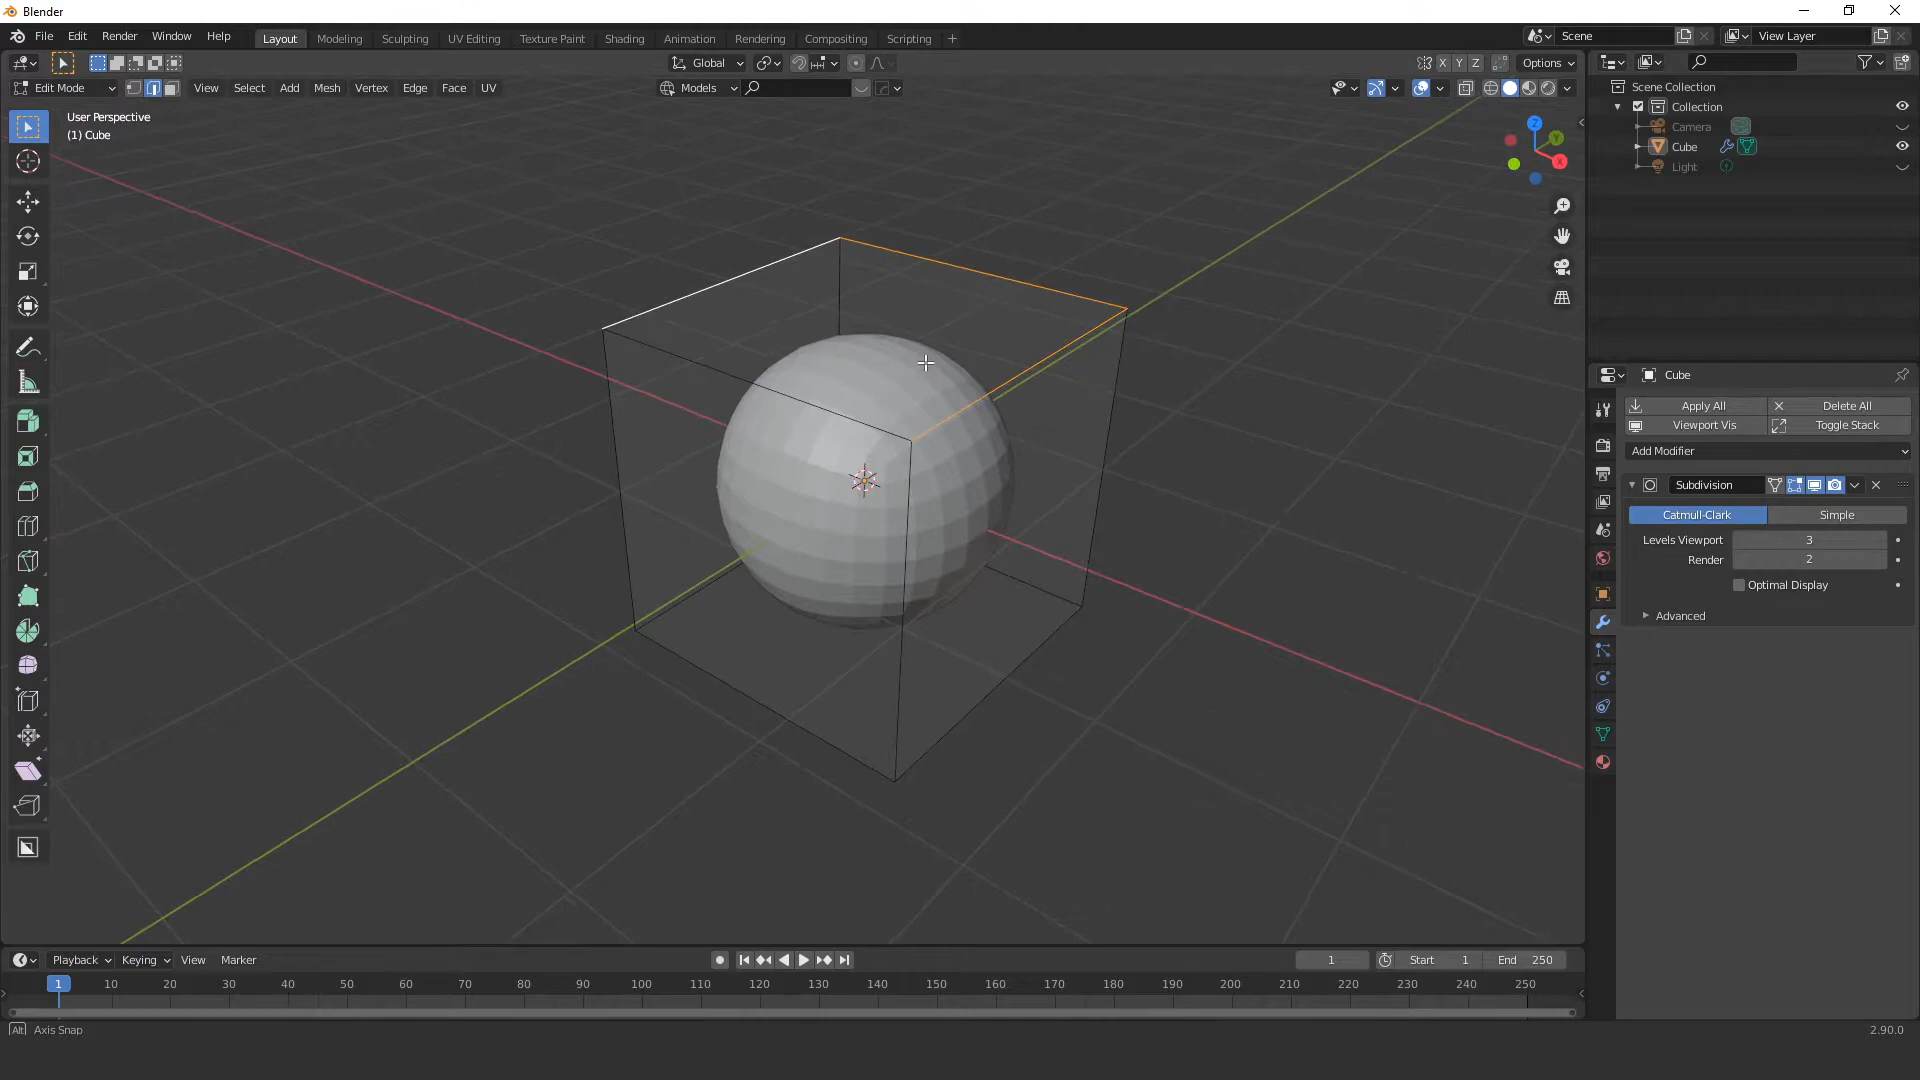 Blender
File Edit Render Window Help
Layout Modeling Sculpting UV Editing Texture Paint Shading Animation Rendering Compositing Scripting +
Scene
View Layer
Global
X Y Z
Options
Edit Mode
View Select Add Mesh Vertex Edge Face UV
Models
User Perspective
(1) Cube
Z
Y
X
Scene Collection
Collection
Camera
Cube
Light
Cube
Apply All
Delete All
Viewport Vis
Toggle Stack
Add Modifier
Subdivision
Catmull-Clark
Simple
Levels Viewport 3
Render 2
Optimal Display
Advanced
Playback Keying View Marker
1
Start 1
End 250
1 10 20 30 40 50 60 70 80 90 100 110 120 130 140 150 160 170 180 190 200 210 220 230 240 250
Alt Axis Snap
2.90.0